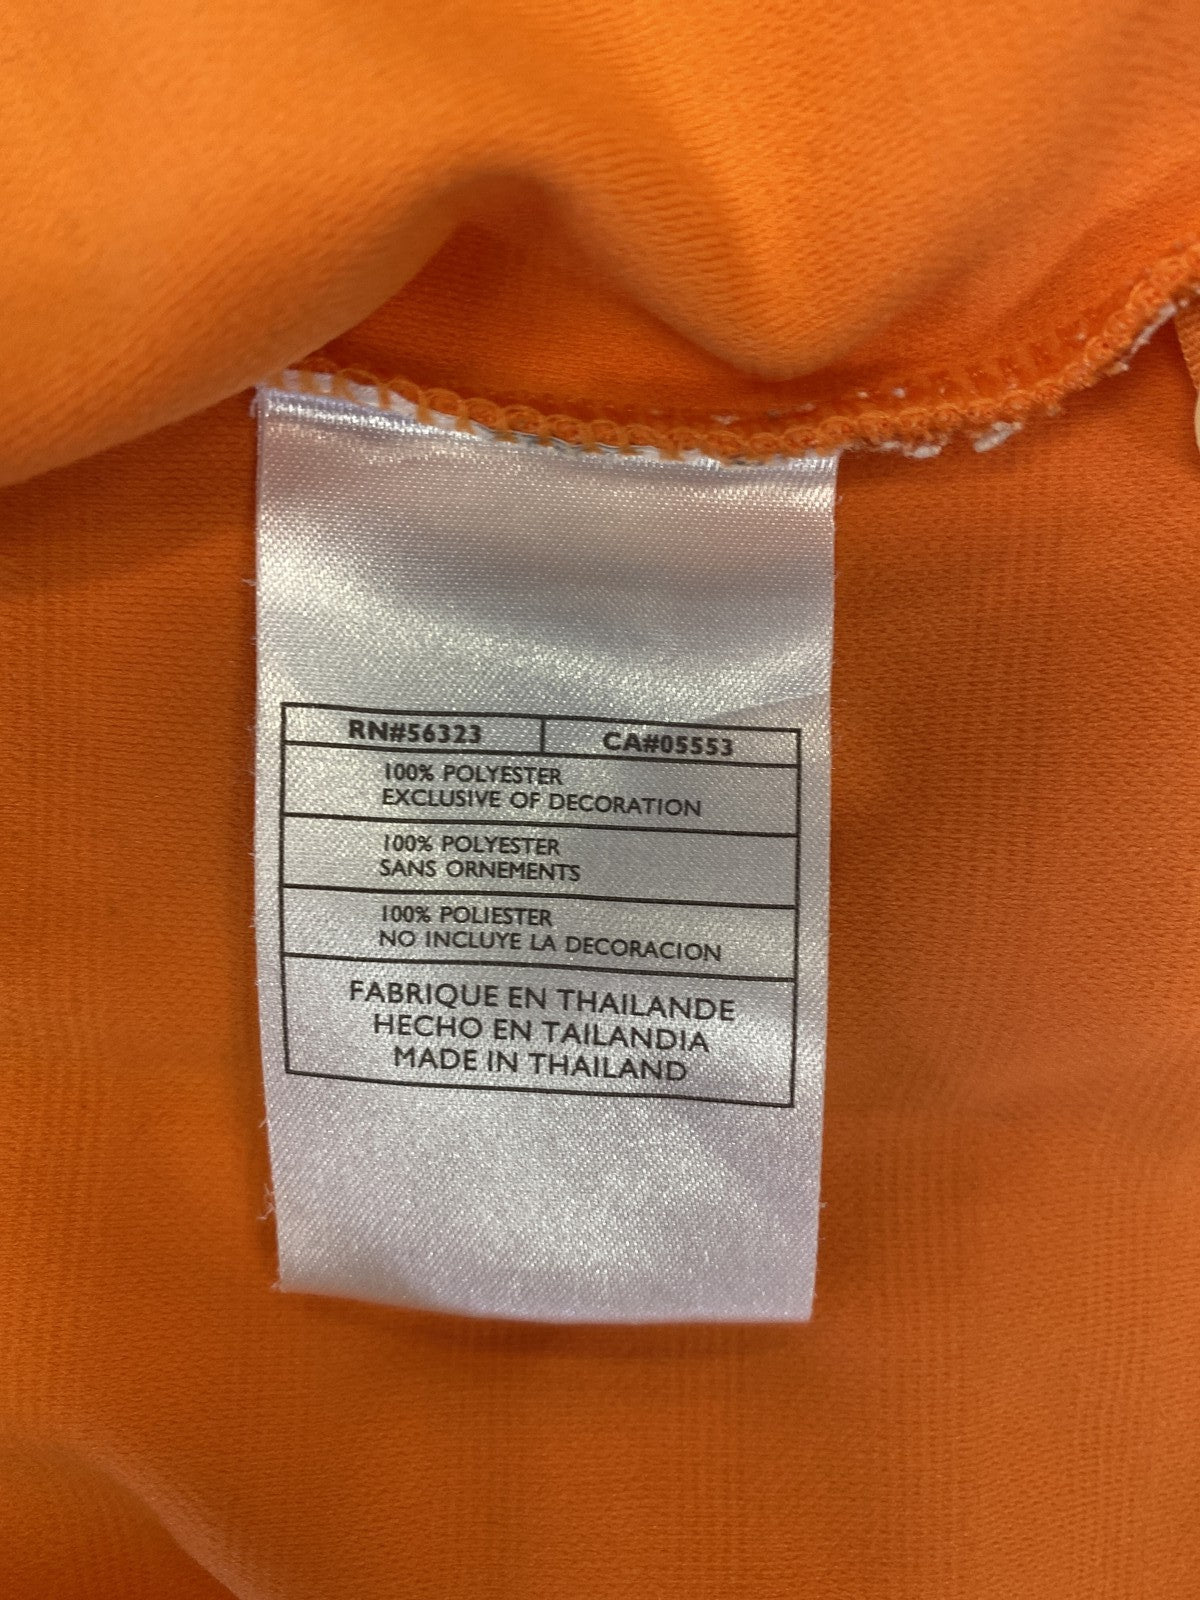 RN#56323 CA#05553
100% POLYESTER
EXCLUSIVE OF DECORATION
100% POLYESTER
SANS ORNEMENTS
100% POLIESTER
NO INCLUYE LA DECORACION
FABRIQUE EN THAILANDE
HECHO EN TAILANDIA
MADE IN THAILAND